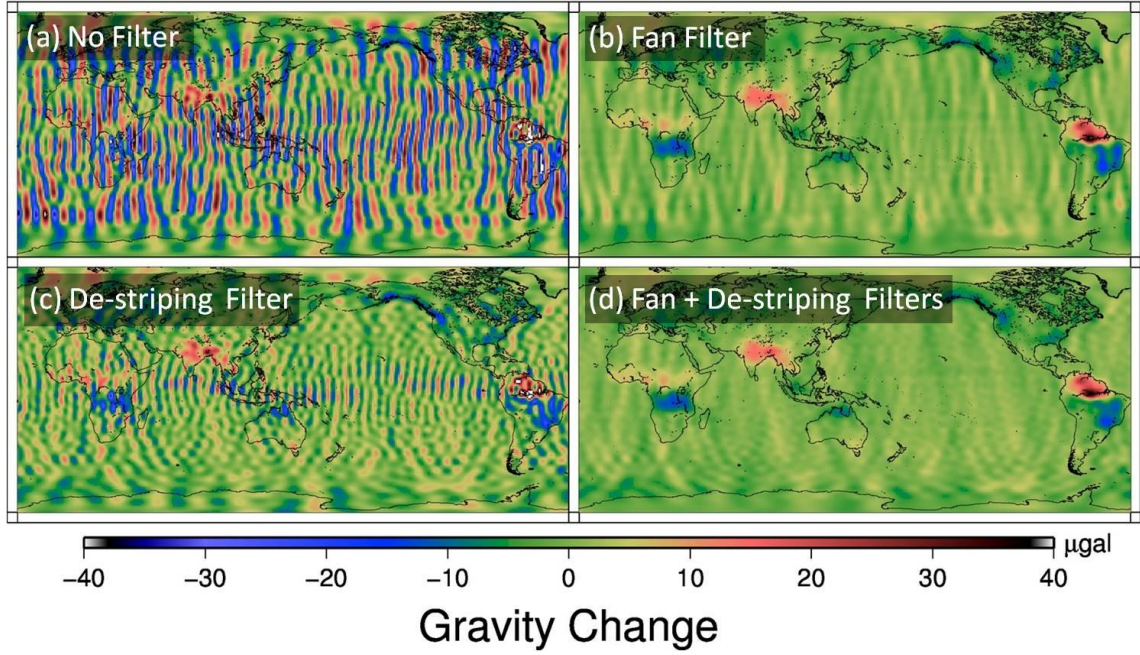 (a) No Filter
(b) Fan Filter
(c) De-striping Filter
(d) Fan + De-striping Filters
−40 −30 −20 −10 0 10 20 30 40 μgal
Gravity Change